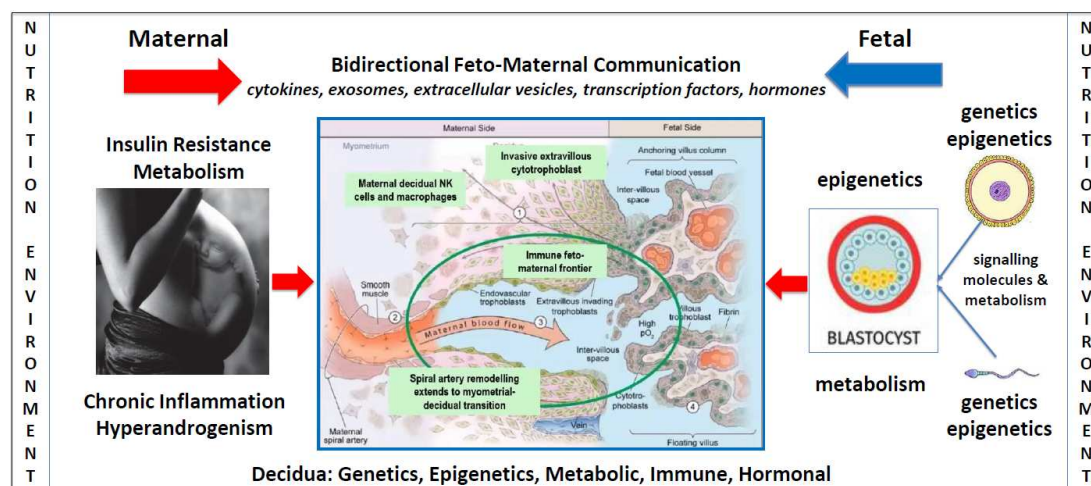 NUTRITION ENVIRONMENT
Maternal
Fetal
Bidirectional Feto-Maternal Communication
cytokines, exosomes, extracellular vesicles, transcription factors, hormones
Insulin Resistance
Metabolism
Chronic Inflammation
Hyperandrogenism
Maternal Side
Fetal Side
Myometrium
Invasive extravillous
cytotrophoblast
Maternal decidual NK
cells and macrophages
Anchoring villus column
Fetal blood vessel
Inter-villous
space
1
Immune feto-
maternal frontier
Smooth
muscle
Endovascular
trophoblasts
Extravillous invading
trophoblasts
2
Maternal blood flow
3
High
pO2
Villous
trophoblast
Fibrin
Inter-villous
space
Spiral artery remodelling
extends to myometrial-
decidual transition
Cytotro-
phoblasts
4
Maternal
spiral artery
Vein
Floating villus
epigenetics
BLASTOCYST
metabolism
genetics
epigenetics
signalling
molecules &
metabolism
genetics
epigenetics
Decidua: Genetics, Epigenetics, Metabolic, Immune, Hormonal
NUTRITION ENVIRONMENT